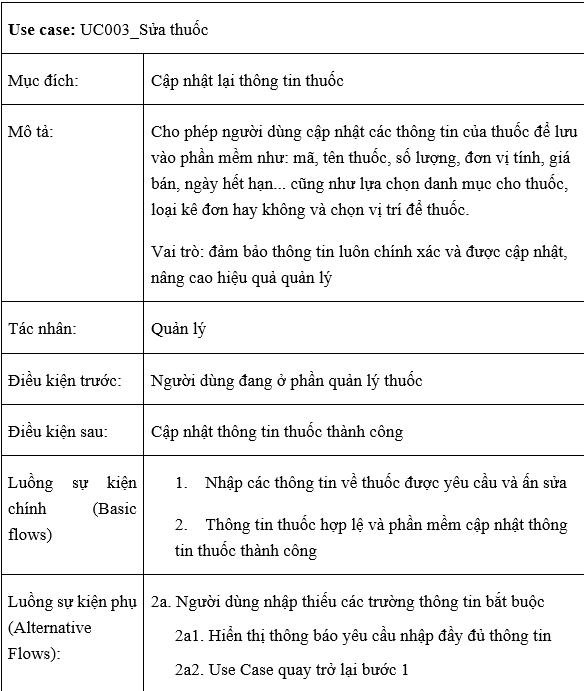 Use case: UC003_Sửa thuốc
Mục đích:
Cập nhật lại thông tin thuốc
Mô tả:
Cho phép người dùng cập nhật các thông tin của thuốc để lưu
vào phần mềm như: mã, tên thuốc, số lượng, đơn vị tính, giá
bán, ngày hết hạn... cũng như lựa chọn danh mục cho thuốc,
loại kê đơn hay không và chọn vị trí để thuốc.
Vai trò: đảm bảo thông tin luôn chính xác và được cập nhật,
nâng cao hiệu quả quản lý
Tác nhân:
Quản lý
Điều kiện trước:
Người dùng đang ở phần quản lý thuốc
Điều kiện sau:
Cập nhật thông tin thuốc thành công
Luồng sự kiện
chính (Basic
flows)
1. Nhập các thông tin về thuốc được yêu cầu và ấn sửa
2. Thông tin thuốc hợp lệ và phần mềm cập nhật thông
tin thuốc thành công
Luồng sự kiện phụ
(Alternative
Flows):
2a. Người dùng nhập thiếu các trường thông tin bắt buộc
2a1. Hiển thị thông báo yêu cầu nhập đầy đủ thông tin
2a2. Use Case quay trở lại bước 1